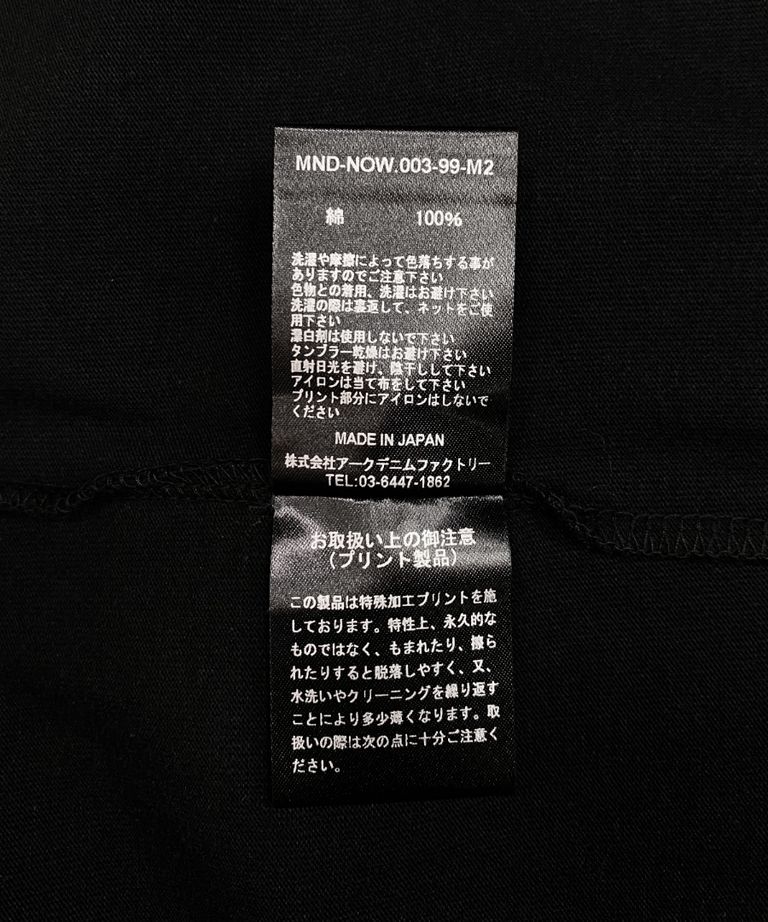 MND-NOW.003-99-M2
綿 100%
洗濯や摩擦によって色落ちする事が
ありますのでご注意下さい
色物との着用、洗濯はお避け下さい
洗濯の際は裏返して、ネットをご使
用下さい
漂白剤は使用しないで下さい
タンブラー乾燥はお避け下さい
直射日光を避け、陰干しして下さい
アイロンは当て布をして下さい
プリント部分にアイロンはしないで
ください
MADE IN JAPAN
株式会社アークデニムファクトリー
TEL:03-6447-1862
お取扱い上の御注意
(プリント製品)
この製品は特殊加工プリントを施
しております。特性上、永久的な
ものではなく、もまれたり、擦ら
れたりすると脱落しやすく、又、
水洗いやクリーニングを繰り返す
ことにより多少薄くなります。取
扱いの際は次の点に十分ご注意く
ださい。